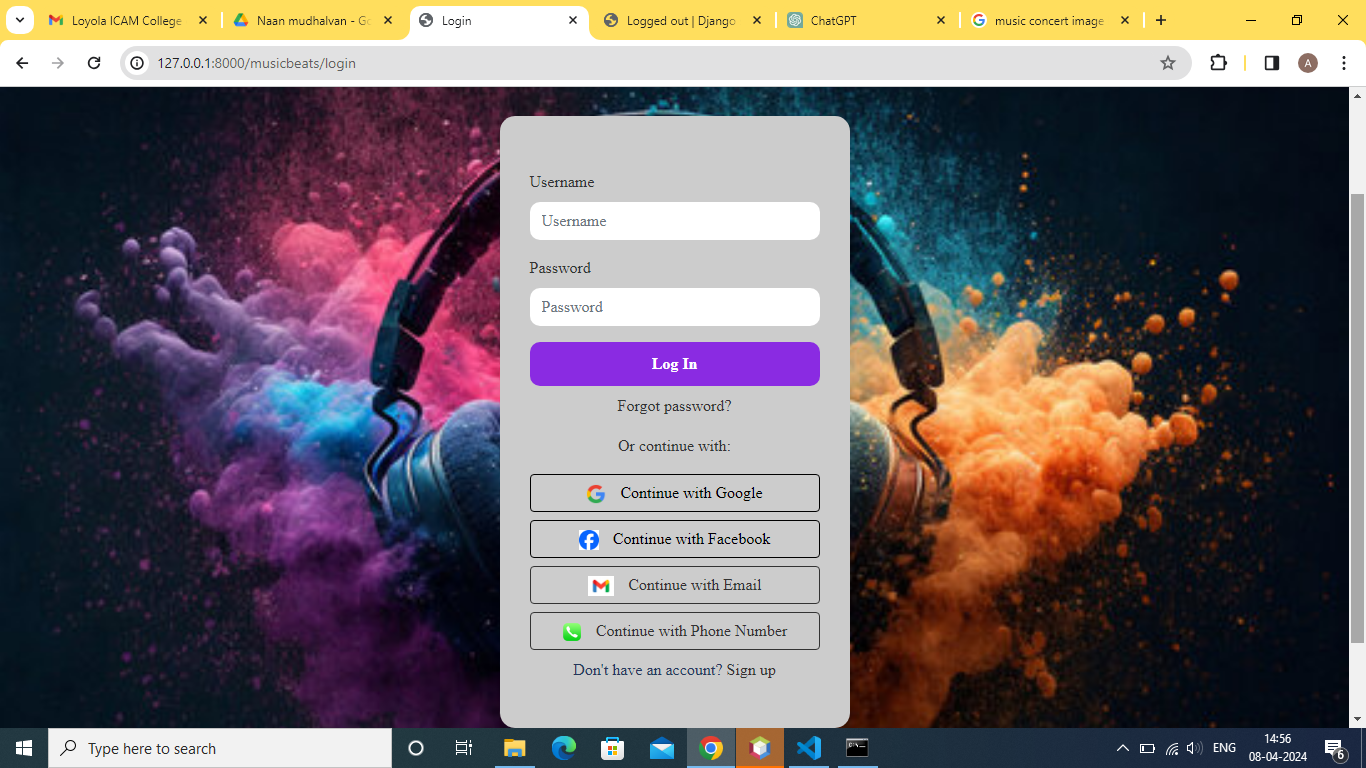 Loyola ICAM College
Naan mudhalvan - Go
Login
Logged out | Django
ChatGPT
music concert image
127.0.0.1:8000/musicbeats/login
A
Username
Username
Password
Password
Log In
Forgot password?
Or continue with:
Continue with Google
Continue with Facebook
Continue with Email
Continue with Phone Number
Don't have an account? Sign up
Type here to search
ENG
14:56
08-04-2024
6